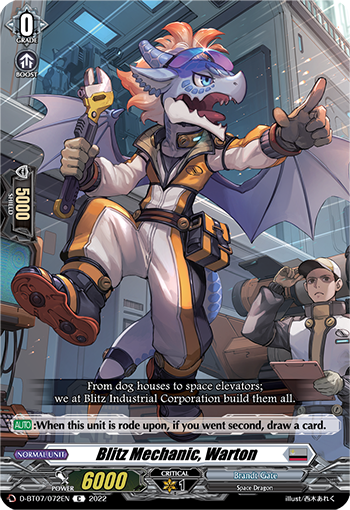 0
GRADE
BOOST
5000
SHIELD
From dog houses to space elevators;
we at Blitz Industrial Corporation build them all.
AUTO:When this unit is rode upon, if you went second, draw a card.
NORMAL UNIT
Blitz Mechanic, Warton
POWER 6000
CRITICAL
1
Brandt Gate
Space Dragon
D-BT07/072EN C 2022
illust/西木あれく